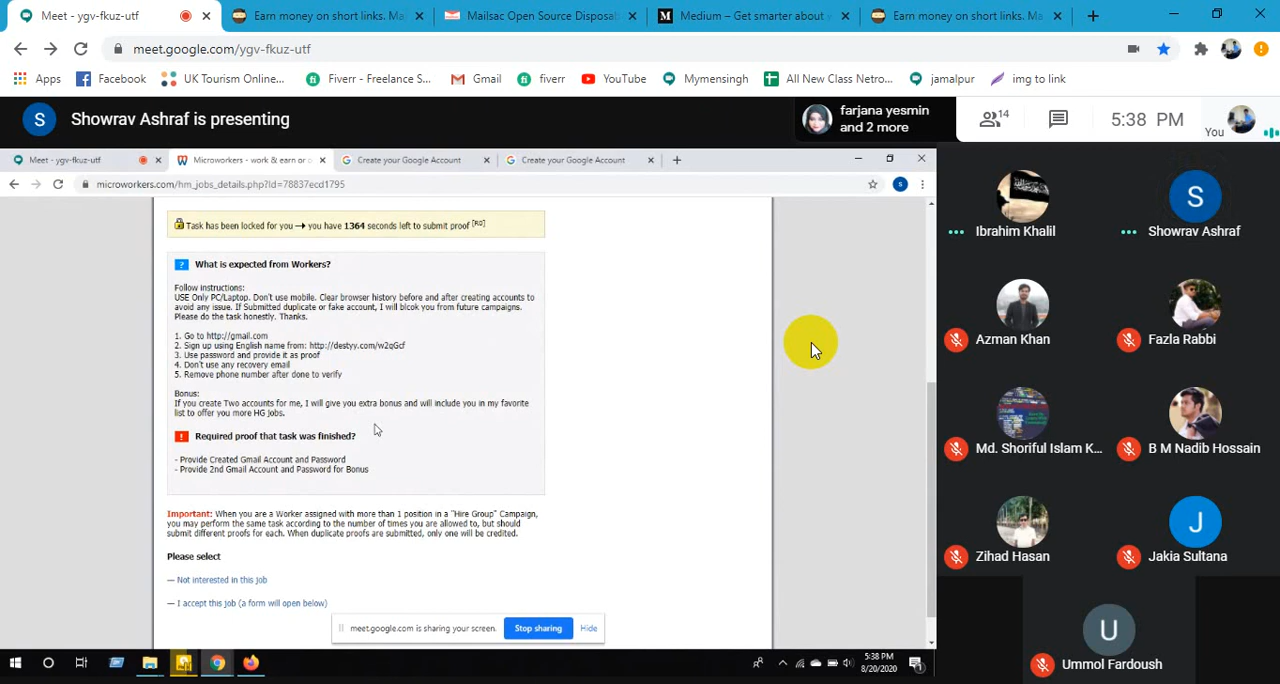 Meet - ygv-fkuz-utf
Earn money on short links. Ma
Mailsac Open Source Disposab
Medium – Get smarter about
Earn money on short links. Ma
meet.google.com/ygv-fkuz-utf
Apps
Facebook
UK Tourism Online...
Fiverr - Freelance S...
Gmail
fiverr
YouTube
Mymensingh
All New Class Netro...
jamalpur
img to link
S
Showrav Ashraf is presenting
farjana yesmin
and 2 more
14
5:38 PM
You
Meet - ygv-fkuz-utf
Microworkers - work & earn or o
Create your Google Account
Create your Google Account
microworkers.com/hm_jobs_details.php?Id=78837ecd1795
Task has been locked for you → you have 1364 seconds left to submit proof [R0]
What is expected from Workers?
Follow instructions:
USE Only PC/Laptop. Don't use mobile. Clear browser history before and after creating accounts to
avoid any issue. If Submitted duplicate or fake account, I will blcok you from future campaigns.
Please do the task honestly. Thanks.
1. Go to http://gmail.com
2. Sign up using English name from: http://destyy.com/w2qGcf
3. Use password and provide it as proof
4. Don't use any recovery email
5. Remove phone number after done to verify
Bonus:
If you create Two accounts for me, I will give you extra bonus and will include you in my favorite
list to offer you more HG jobs.
Required proof that task was finished?
- Provide Created Gmail Account and Password
- Provide 2nd Gmail Account and Password for Bonus
Important: When you are a Worker assigned with more than 1 position in a "Hire Group" Campaign,
you may perform the same task according to the number of times you are allowed to, but should
submit different proofs for each. When duplicate proofs are submitted, only one will be credited.
Please select
— Not interested in this job
— I accept this job (a form will open below)
meet.google.com is sharing your screen.
Stop sharing
Hide
5:38 PM
8/20/2020
Ibrahim Khalil
S
Showrav Ashraf
Azman Khan
Fazla Rabbi
Md. Shoriful Islam K...
B M Nadib Hossain
Zihad Hasan
J
Jakia Sultana
U
Ummol Fardoush